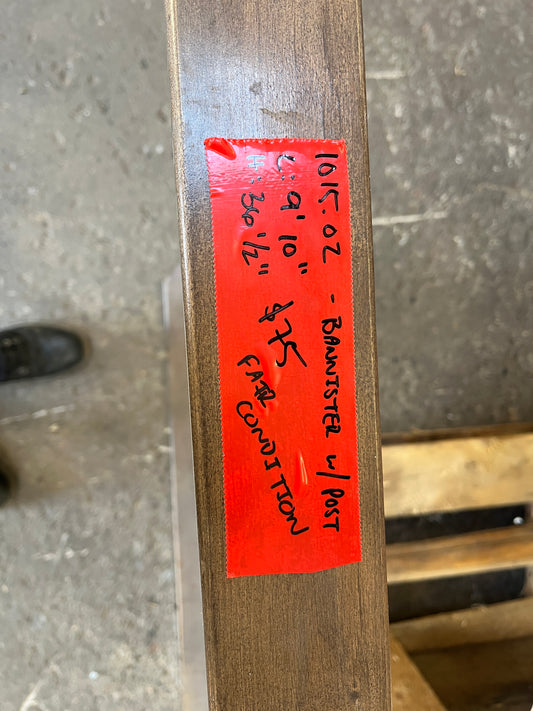 1015.02 - BANNISTER W/ POST
L: 9' 10" $75
H: 36 1/2" FAIR
CONDITION